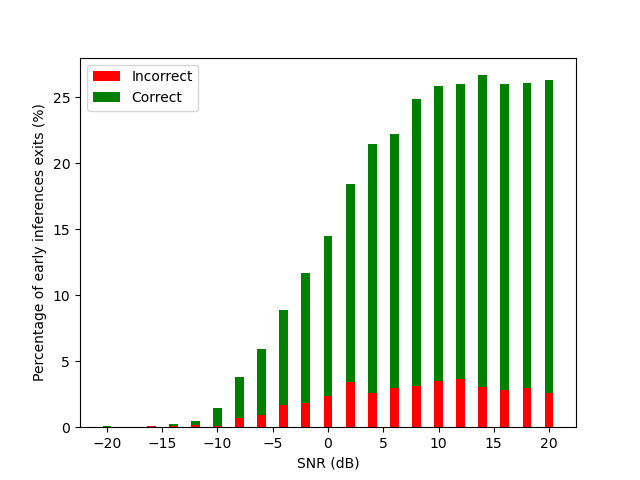 Incorrect
Correct
Percentage of early inferences exits (%)
25
20
15
10
5
0
−20 −15 −10 −5 0 5 10 15 20
SNR (dB)